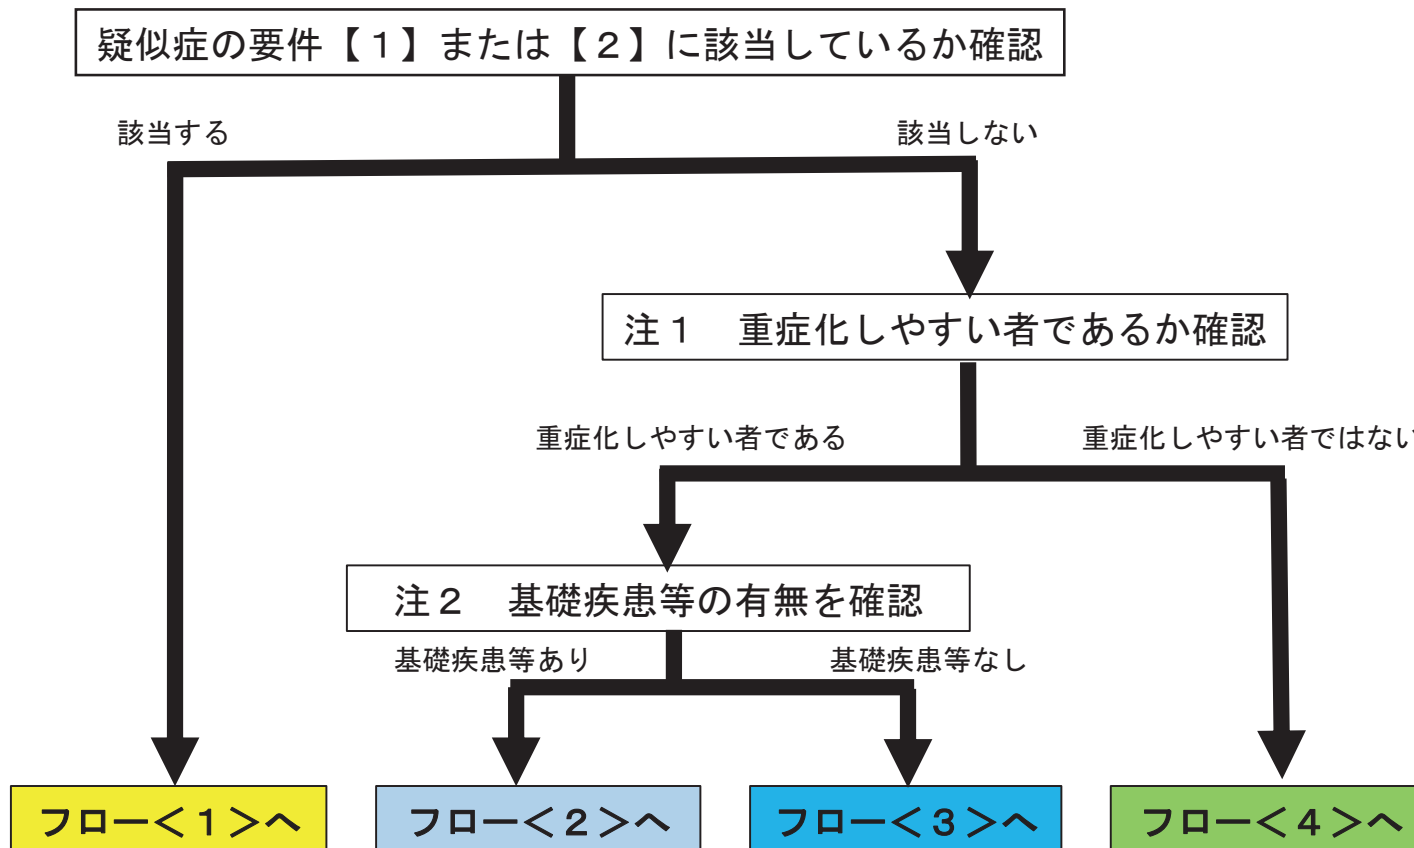 疑似症の要件【１】または【２】に該当しているか確認
該当する
該当しない
注１　重症化しやすい者であるか確認
重症化しやすい者である
重症化しやすい者ではない
注２　基礎疾患等の有無を確認
基礎疾患等あり
基礎疾患等なし
フロー＜１＞へ
フロー＜２＞へ
フロー＜３＞へ
フロー＜４＞へ